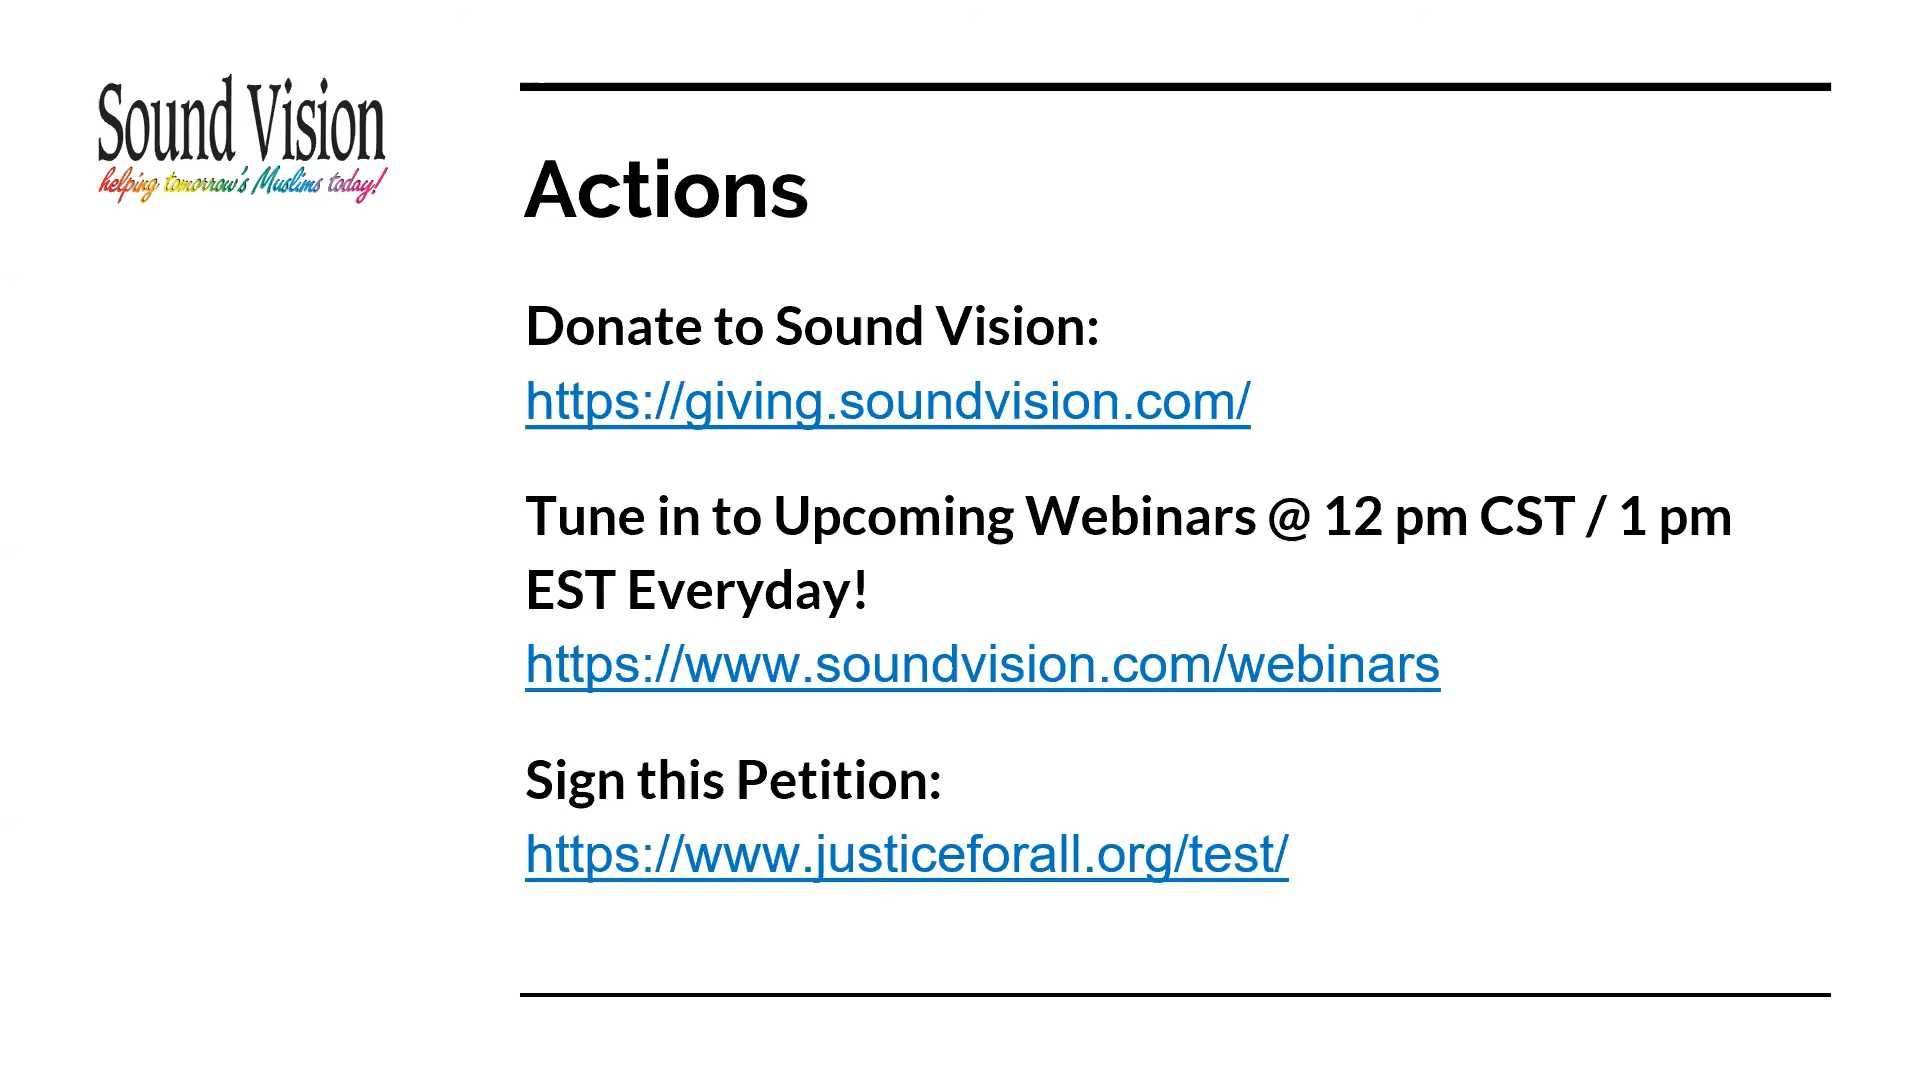 Sound Vision
helping tomorrow's Muslims today!
Actions
Donate to Sound Vision:
https://giving.soundvision.com/
Tune in to Upcoming Webinars @ 12 pm CST / 1 pm
EST Everyday!
https://www.soundvision.com/webinars
Sign this Petition:
https://www.justiceforall.org/test/